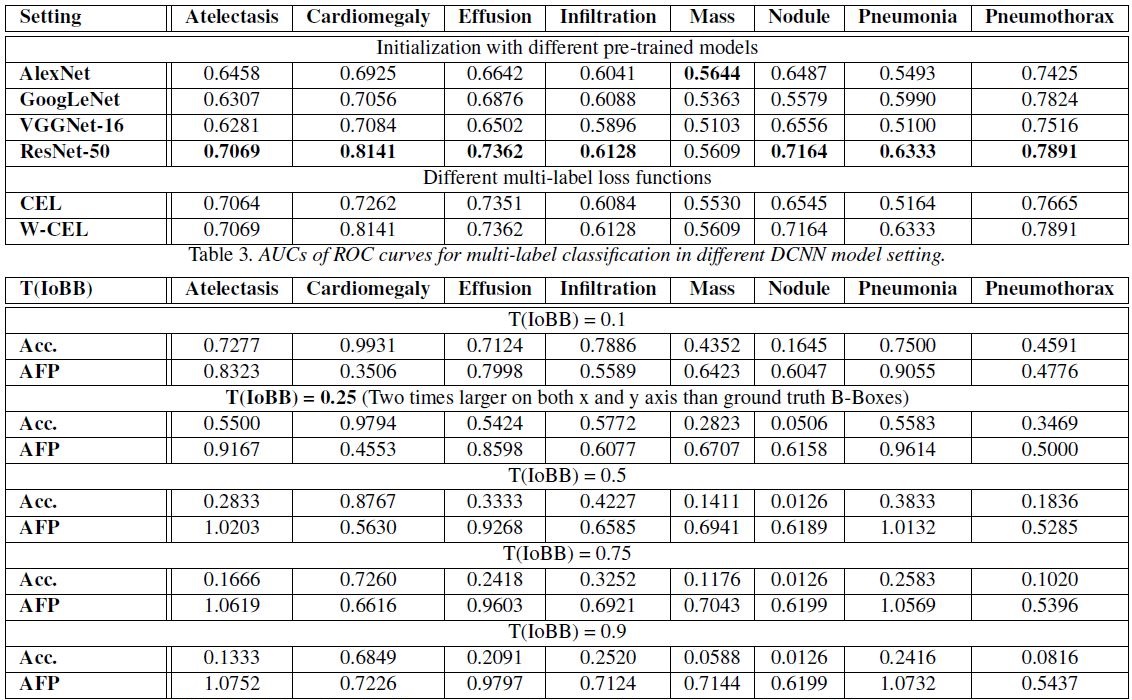 Setting Atelectasis Cardiomegaly Effusion Infiltration Mass Nodule Pneumonia Pneumothorax
Initialization with different pre-trained models
AlexNet 0.6458 0.6925 0.6642 0.6041 0.5644 0.6487 0.5493 0.7425
GoogLeNet 0.6307 0.7056 0.6876 0.6088 0.5363 0.5579 0.5990 0.7824
VGGNet-16 0.6281 0.7084 0.6502 0.5896 0.5103 0.6556 0.5100 0.7516
ResNet-50 0.7069 0.8141 0.7362 0.6128 0.5609 0.7164 0.6333 0.7891
Different multi-label loss functions
CEL 0.7064 0.7262 0.7351 0.6084 0.5530 0.6545 0.5164 0.7665
W-CEL 0.7069 0.8141 0.7362 0.6128 0.5609 0.7164 0.6333 0.7891
Table 3. AUCs of ROC curves for multi-label classification in different DCNN model setting.
T(IoBB) Atelectasis Cardiomegaly Effusion Infiltration Mass Nodule Pneumonia Pneumothorax
T(IoBB) = 0.1
Acc. 0.7277 0.9931 0.7124 0.7886 0.4352 0.1645 0.7500 0.4591
AFP 0.8323 0.3506 0.7998 0.5589 0.6423 0.6047 0.9055 0.4776
T(IoBB) = 0.25 (Two times larger on both x and y axis than ground truth B-Boxes)
Acc. 0.5500 0.9794 0.5424 0.5772 0.2823 0.0506 0.5583 0.3469
AFP 0.9167 0.4553 0.8598 0.6077 0.6707 0.6158 0.9614 0.5000
T(IoBB) = 0.5
Acc. 0.2833 0.8767 0.3333 0.4227 0.1411 0.0126 0.3833 0.1836
AFP 1.0203 0.5630 0.9268 0.6585 0.6941 0.6189 1.0132 0.5285
T(IoBB) = 0.75
Acc. 0.1666 0.7260 0.2418 0.3252 0.1176 0.0126 0.2583 0.1020
AFP 1.0619 0.6616 0.9603 0.6921 0.7043 0.6199 1.0569 0.5396
T(IoBB) = 0.9
Acc. 0.1333 0.6849 0.2091 0.2520 0.0588 0.0126 0.2416 0.0816
AFP 1.0752 0.7226 0.9797 0.7124 0.7144 0.6199 1.0732 0.5437